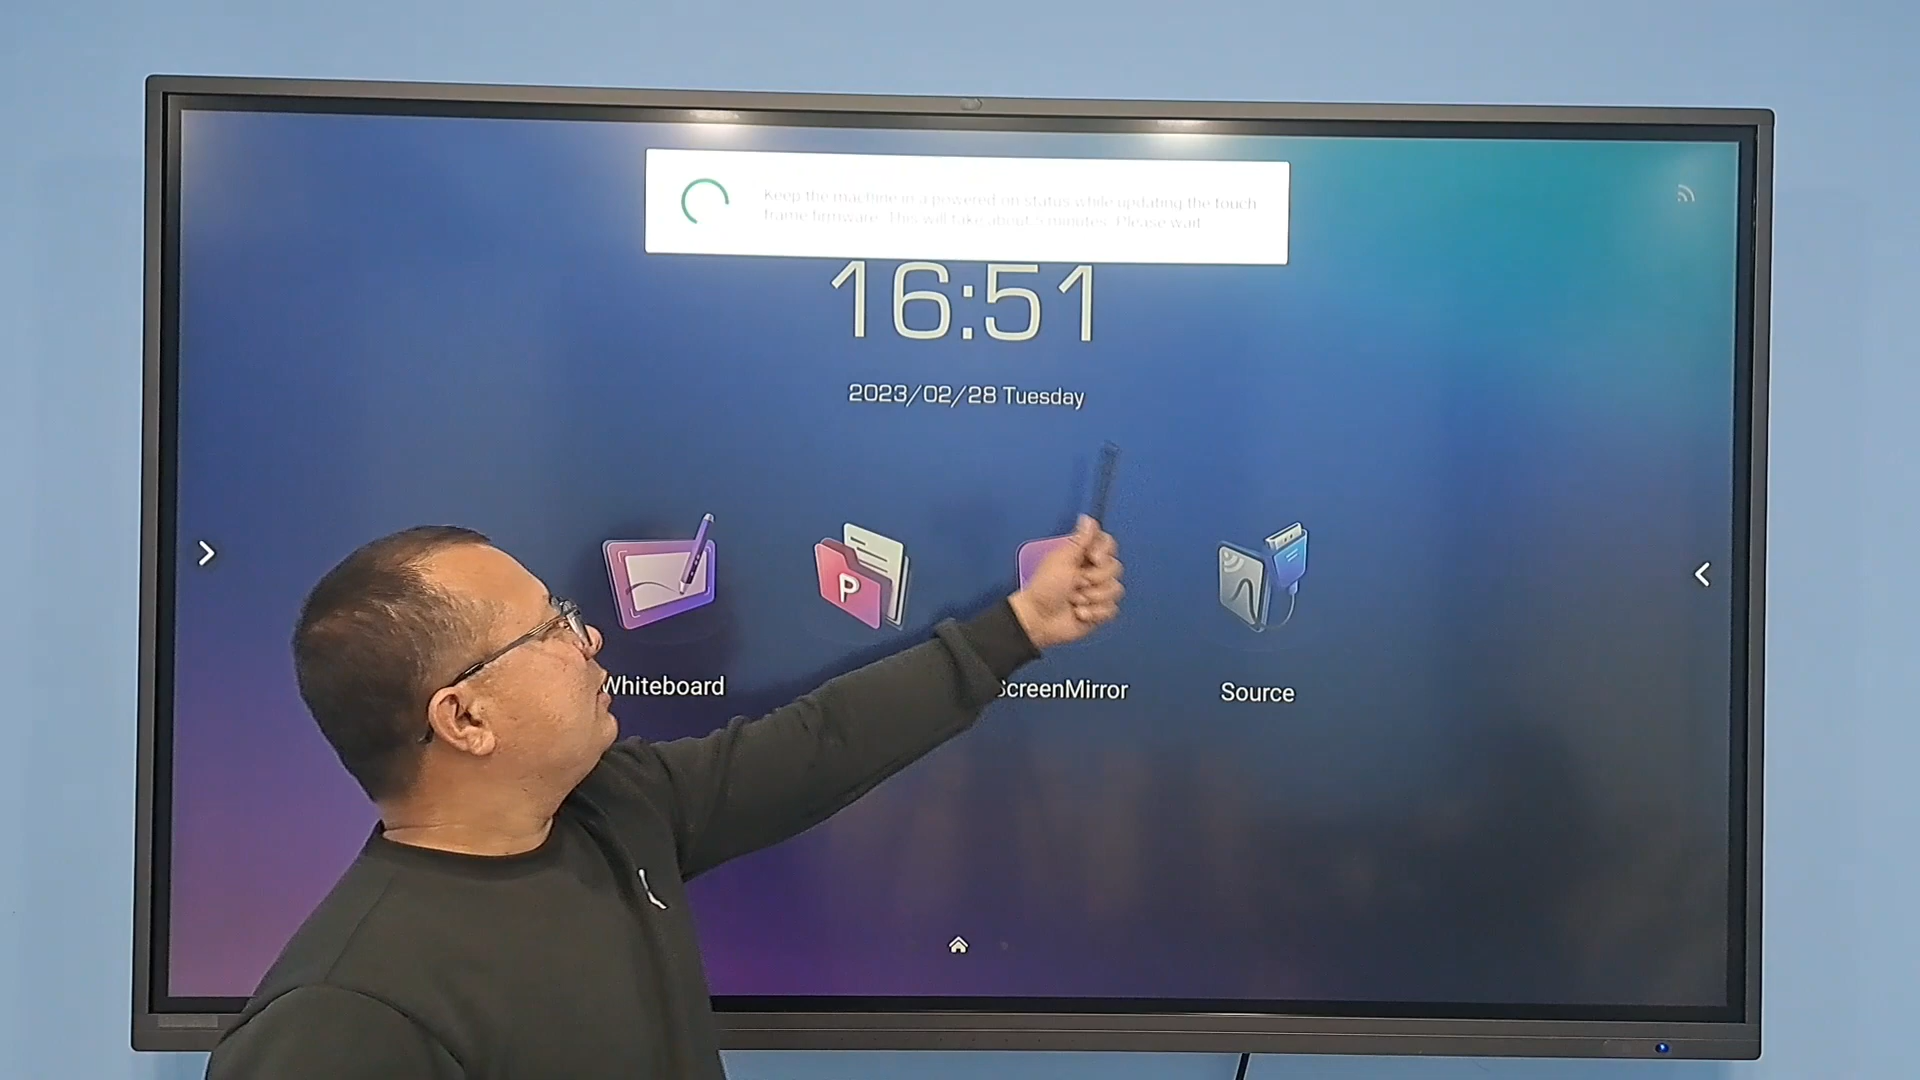 Keep the machine in a powered on status while updating the touch
frame firmware. This will take about 5 minutes. Please wait
16:51
2023/02/28 Tuesday
P
Whiteboard
ScreenMirror
Source